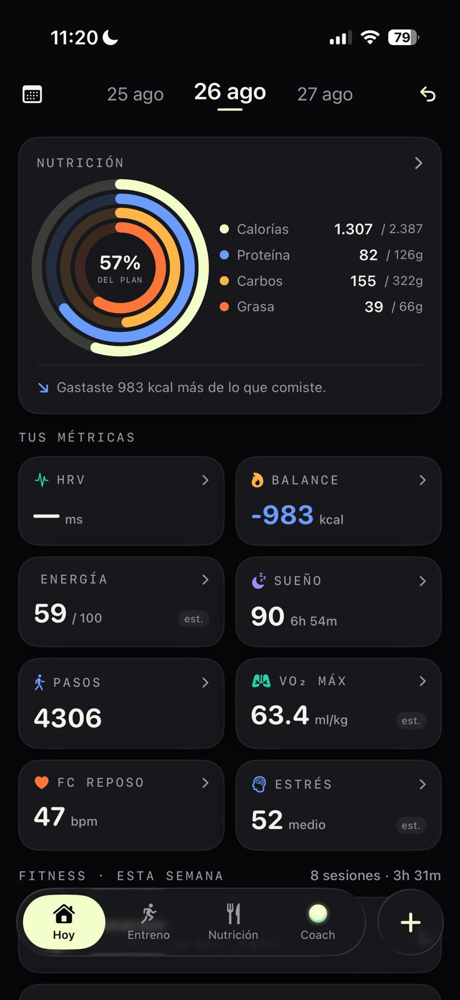 11:20
79
25 ago 26 ago 27 ago
NUTRICIÓN
57%
DEL PLAN
Calorías 1.307 / 2.387
Proteína 82 / 126g
Carbos 155 / 322g
Grasa 39 / 66g
Gastaste 983 kcal más de lo que comiste.
TUS MÉTRICAS
HRV
— ms
BALANCE
-983 kcal
ENERGÍA
59 / 100 est.
SUEÑO
90 6h 54m
PASOS
4306
VO₂ MÁX
63.4 ml/kg est.
FC REPOSO
47 bpm
ESTRÉS
52 medio est.
FITNESS · ESTA SEMANA 8 sesiones · 3h 31m
Hoy Entreno Nutrición Coach